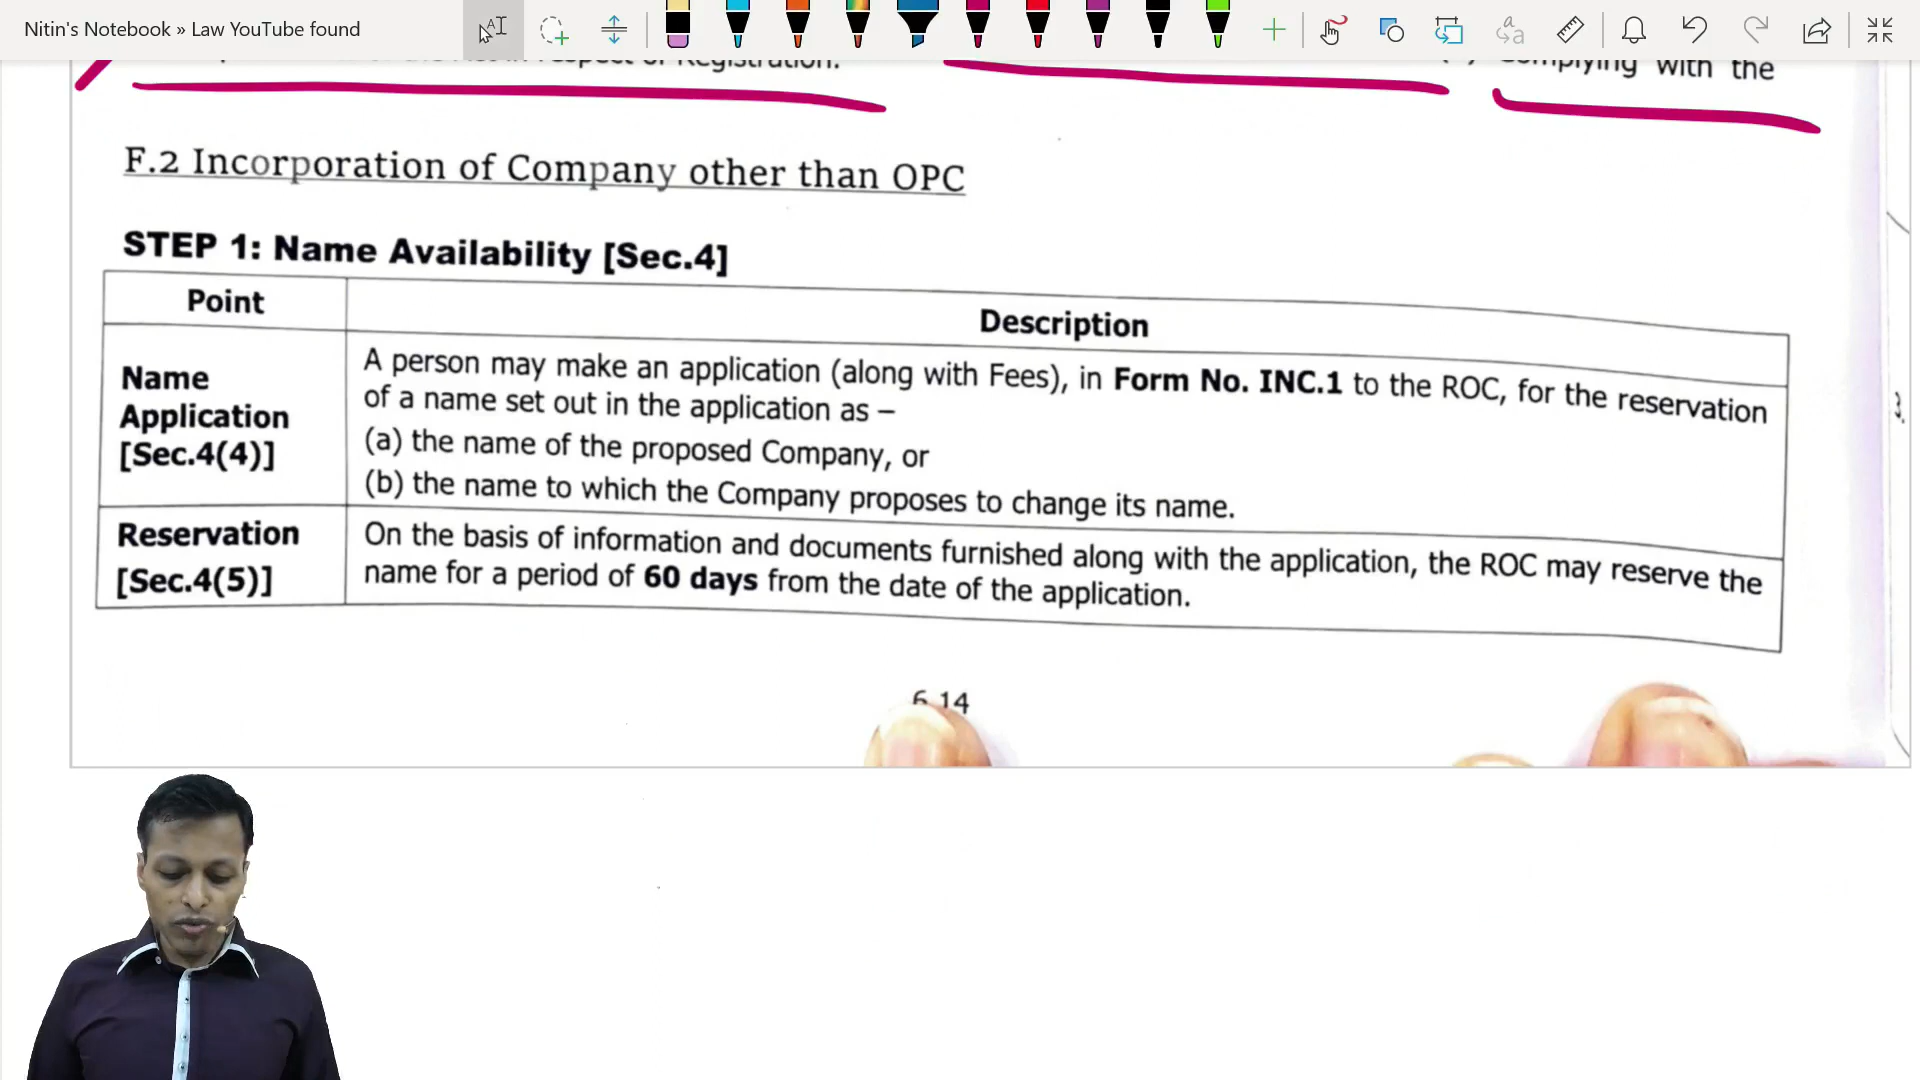 Nitin's Notebook » Law YouTube found
Registration.
Complying with the
F.2 Incorporation of Company other than OPC
STEP 1: Name Availability [Sec.4]
Point
Description
Name
Application
[Sec.4(4)]
A person may make an application (along with Fees), in Form No. INC.1 to the ROC, for the reservation
of a name set out in the application as –
(a) the name of the proposed Company, or
(b) the name to which the Company proposes to change its name.
Reservation
[Sec.4(5)]
On the basis of information and documents furnished along with the application, the ROC may reserve the
name for a period of 60 days from the date of the application.
6.14